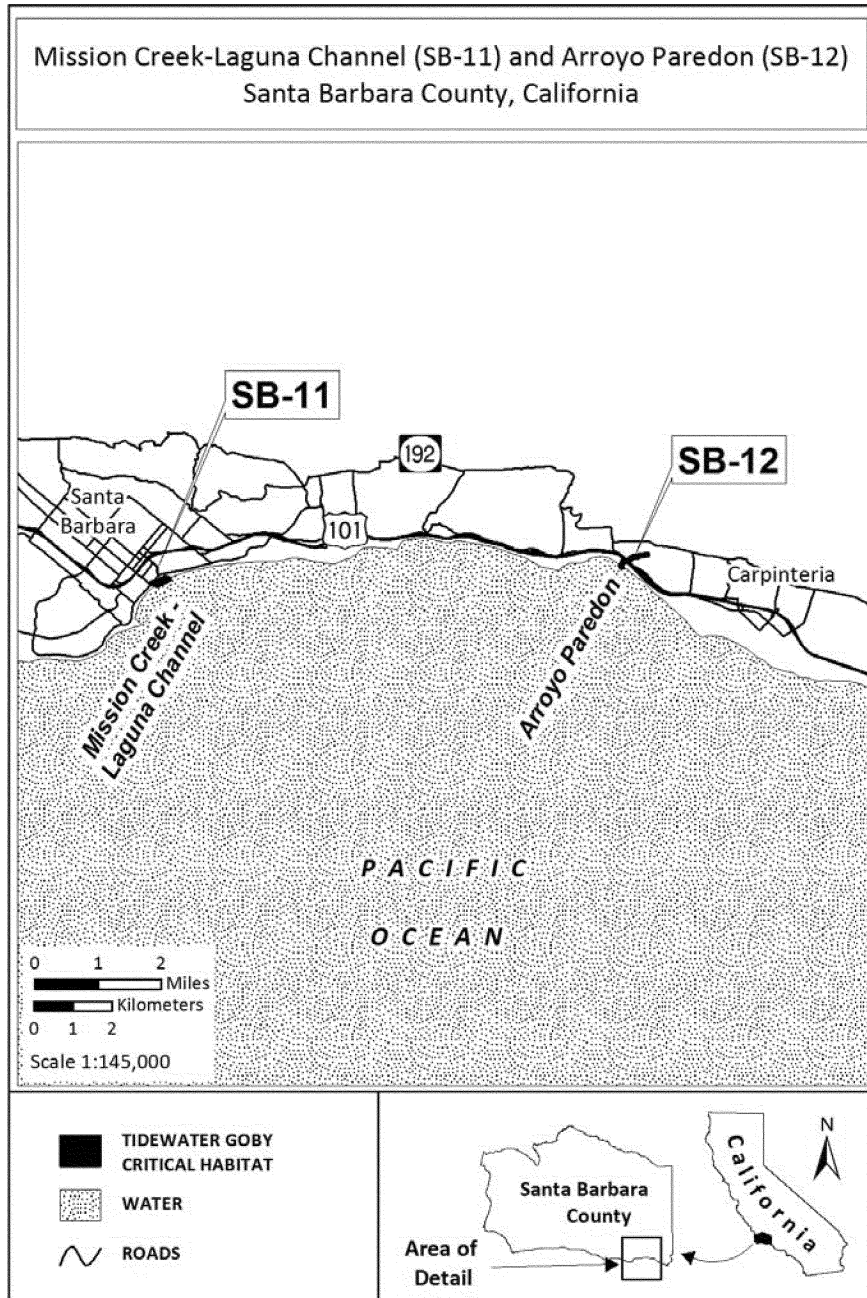 Mission Creek-Laguna Channel (SB-11) and Arroyo Paredon (SB-12)
Santa Barbara County, California
SB-11
192
SB-12
Santa
Barbara
101
Carpinteria
Mission Creek -
Laguna Channel
Arroyo Paredon
PACIFIC
OCEAN
0 1 2
Miles
Kilometers
0 1 2
Scale 1:145,000
TIDEWATER GOBY
CRITICAL HABITAT
WATER
ROADS
Santa Barbara
County
Area of
Detail
California
N